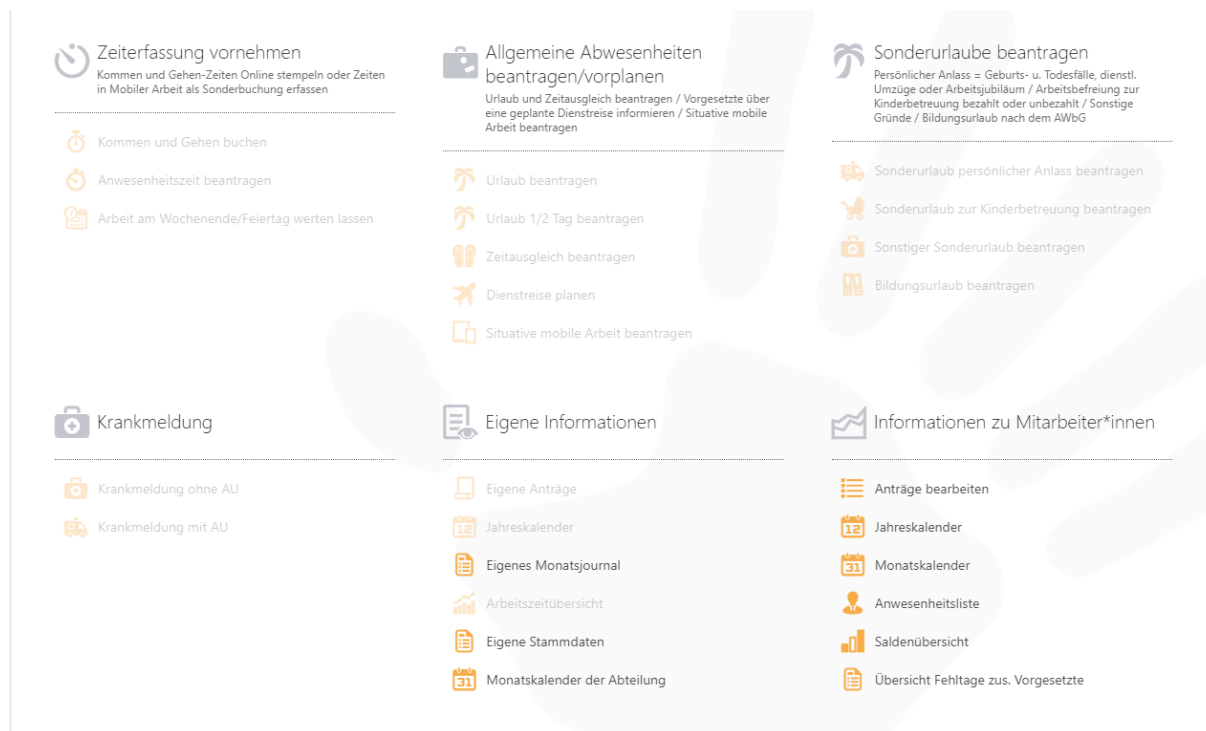 Zeiterfassung vornehmen
Kommen und Gehen-Zeiten Online stempeln oder Zeiten
in Mobiler Arbeit als Sonderbuchung erfassen
Kommen und Gehen buchen
Anwesenheitszeit beantragen
Arbeit am Wochenende/Feiertag werten lassen
Allgemeine Abwesenheiten
beantragen/vorplanen
Urlaub und Zeitausgleich beantragen / Vorgesetzte über
eine geplante Dienstreise informieren / Situative mobile
Arbeit beantragen
Urlaub beantragen
Urlaub 1/2 Tag beantragen
Zeitausgleich beantragen
Dienstreise planen
Situative mobile Arbeit beantragen
Sonderurlaube beantragen
Persönlicher Anlass = Geburts- u. Todesfälle, dienstl.
Umzüge oder Arbeitsjubiläum / Arbeitsbefreiung zur
Kinderbetreuung bezahlt oder unbezahlt / Sonstige
Gründe / Bildungsurlaub nach dem AWbG
Sonderurlaub persönlicher Anlass beantragen
Sonderurlaub zur Kinderbetreuung beantragen
Sonstiger Sonderurlaub beantragen
Bildungsurlaub beantragen
Krankmeldung
Krankmeldung ohne AU
Krankmeldung mit AU
Eigene Informationen
Eigene Anträge
12 Jahreskalender
Eigenes Monatsjournal
Arbeitszeitübersicht
Eigene Stammdaten
31 Monatskalender der Abteilung
Informationen zu Mitarbeiter*innen
Anträge bearbeiten
12 Jahreskalender
31 Monatskalender
Anwesenheitsliste
Saldenübersicht
Übersicht Fehltage zus. Vorgesetzte